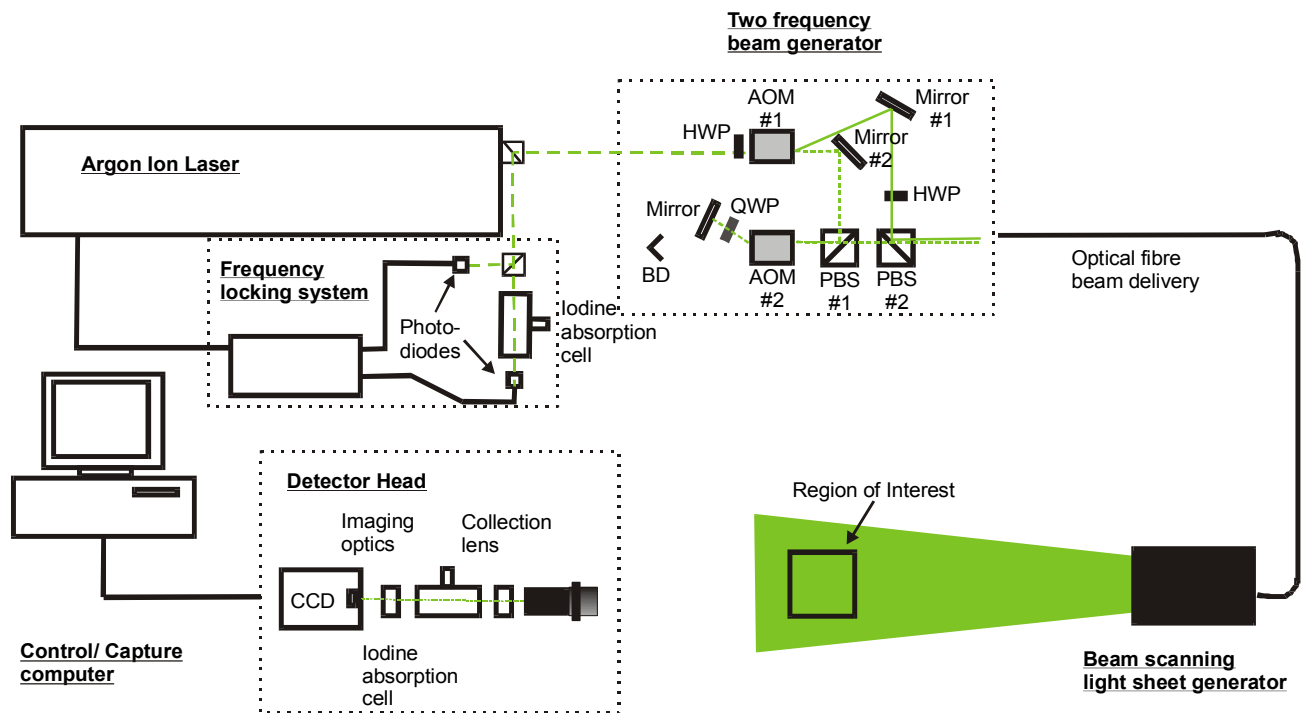 Two frequency
beam generator
AOM
#1
Mirror
#1
HWP
Mirror
#2
Argon Ion Laser
HWP
Mirror
QWP
BD
AOM
#2
PBS
#1
PBS
#2
Optical fibre
beam delivery
Frequency
locking system
Photo-
diodes
Iodine
absorption
cell
Detector Head
Region of Interest
Imaging
optics
Collection
lens
CCD
Control/ Capture
computer
Iodine
absorption
cell
Beam scanning
light sheet generator